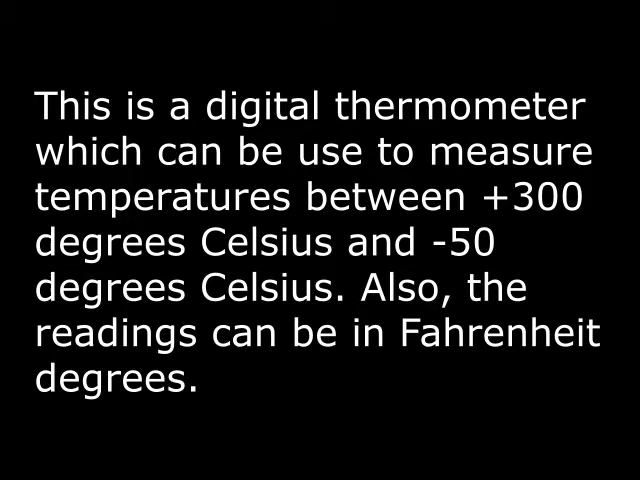 This is a digital thermometer
which can be use to measure
temperatures between +300
degrees Celsius and -50
degrees Celsius. Also, the
readings can be in Fahrenheit
degrees.